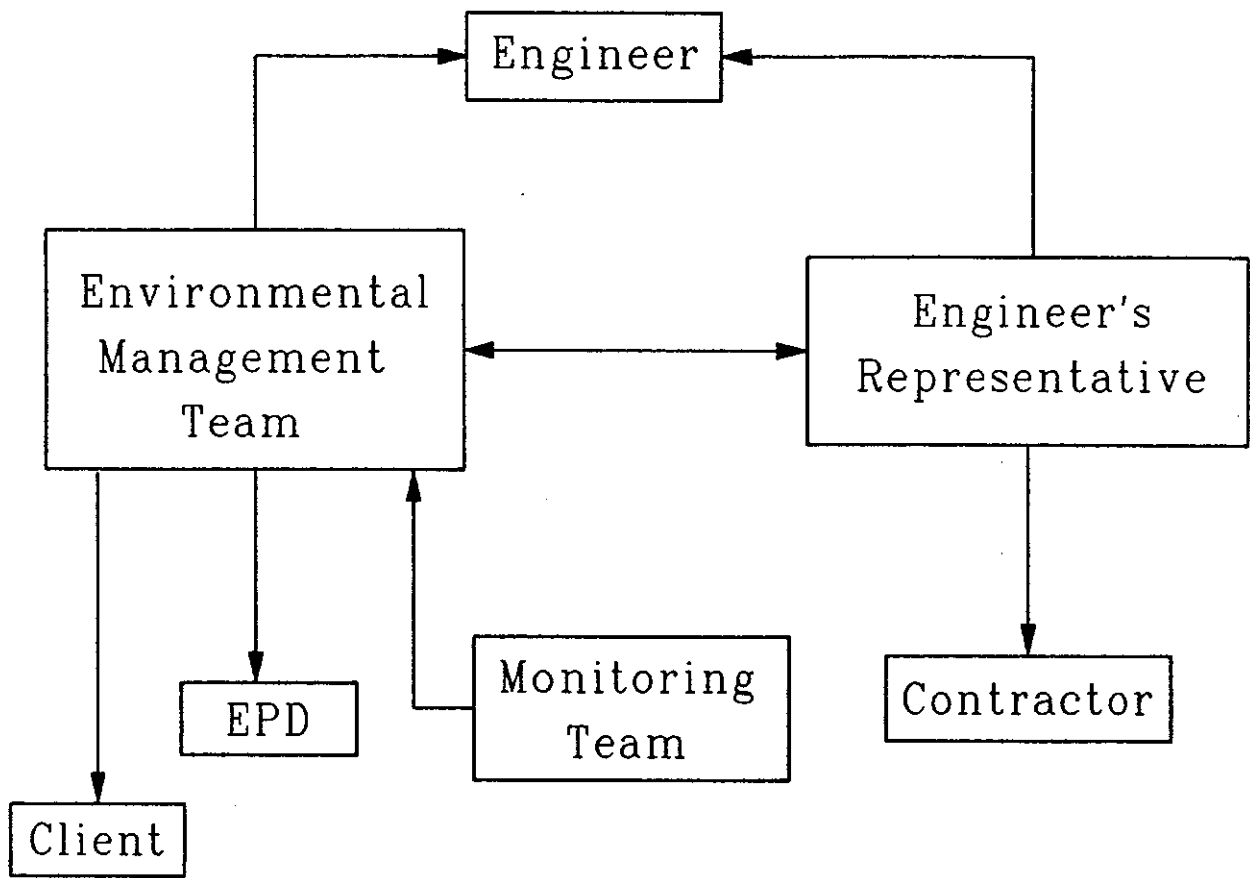 Engineer
Environmental
Management
Team
Engineer's
Representative
EPD
Monitoring
Team
Contractor
Client